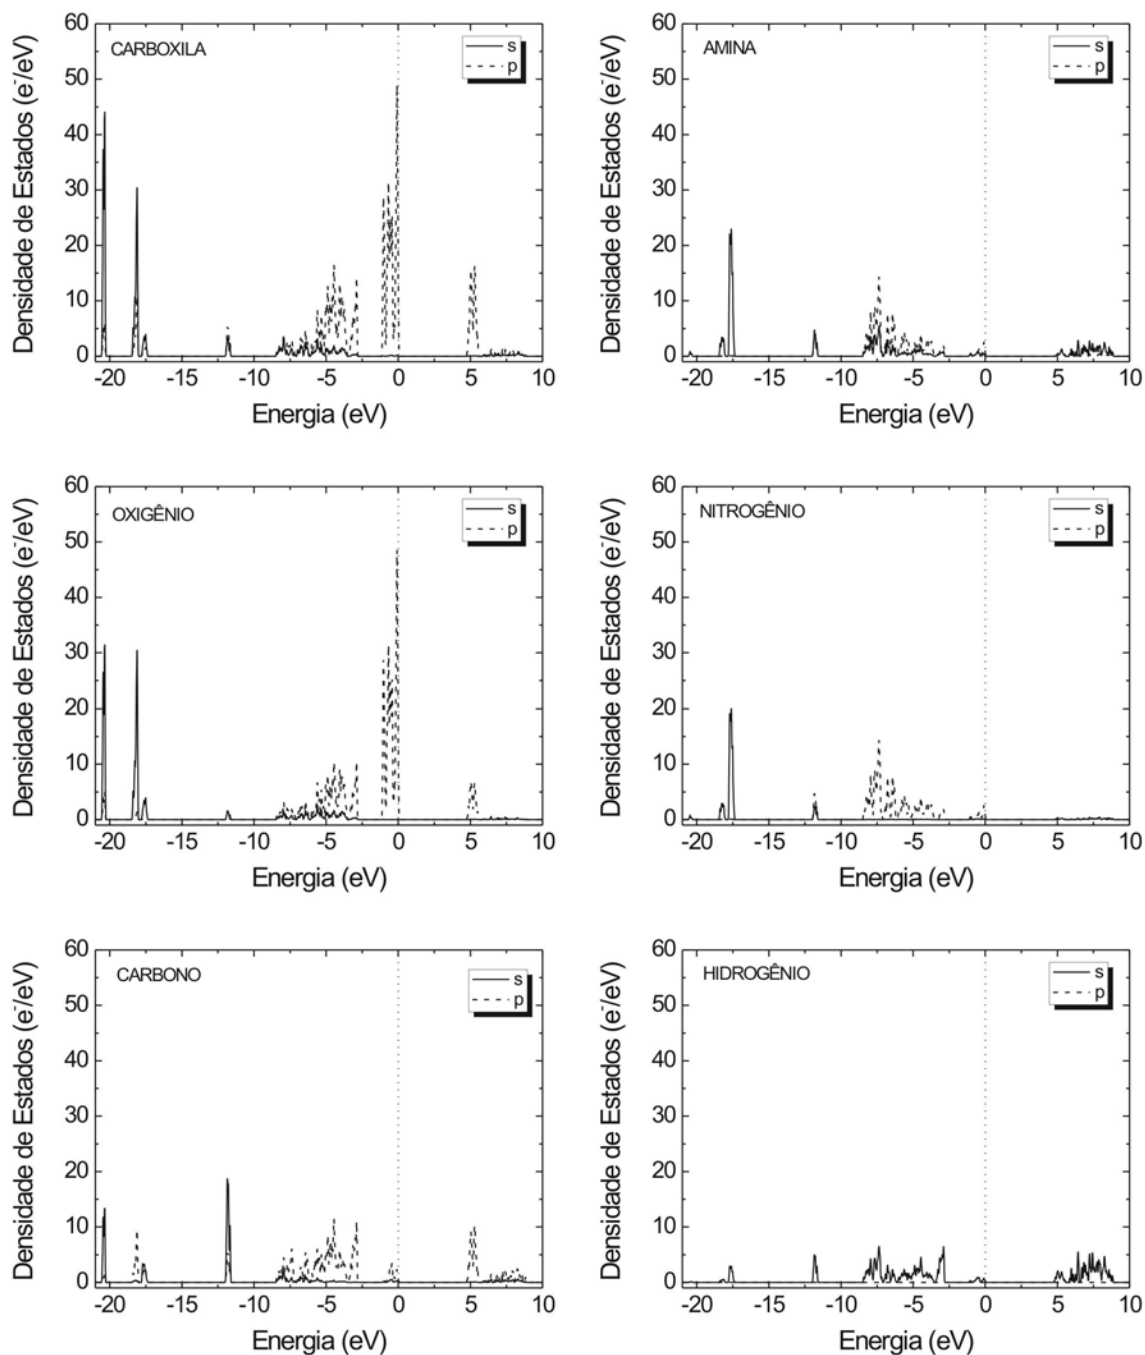 CARBOXILA
s
p
Densidade de Estados (e⁻/eV)
60
50
40
30
20
10
0
-20 -15 -10 -5 0 5 10
Energia (eV)
AMINA
s
p
Densidade de Estados (e⁻/eV)
60
50
40
30
20
10
0
-20 -15 -10 -5 0 5 10
Energia (eV)
OXIGÊNIO
s
p
Densidade de Estados (e⁻/eV)
60
50
40
30
20
10
0
-20 -15 -10 -5 0 5 10
Energia (eV)
NITROGÊNIO
s
p
Densidade de Estados (e⁻/eV)
60
50
40
30
20
10
0
-20 -15 -10 -5 0 5 10
Energia (eV)
CARBONO
s
p
Densidade de Estados (e⁻/eV)
60
50
40
30
20
10
0
-20 -15 -10 -5 0 5 10
Energia (eV)
HIDROGÊNIO
s
p
Densidade de Estados (e⁻/eV)
60
50
40
30
20
10
0
-20 -15 -10 -5 0 5 10
Energia (eV)